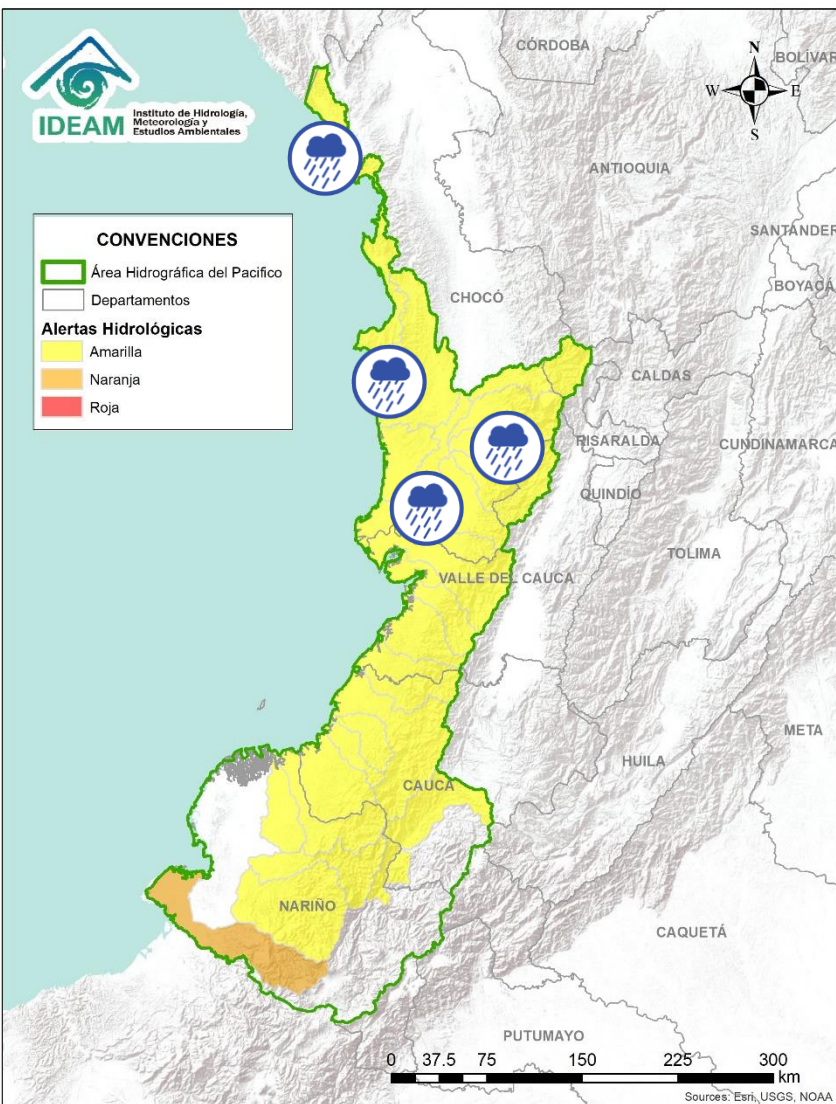 IDEAM
Instituto de Hidrología,
Meteorología y
Estudios Ambientales
CÓRDOBA
N
BOLÍVAR
W
E
S
ANTIOQUIA
SANTANDER
CONVENCIONES
Área Hidrográfica del Pacifico
Departamentos
Alertas Hidrológicas
Amarilla
Naranja
Roja
BOYACÁ
CHOCÓ
CALDAS
RISARALDA
CUNDINAMARCA
QUINDÍO
TOLIMA
VALLE DEL CAUCA
META
HUILA
CAUCA
NARIÑO
CAQUETÁ
PUTUMAYO
0 37.5 75 150 225 300
km
Sources: Esri, USGS, NOAA